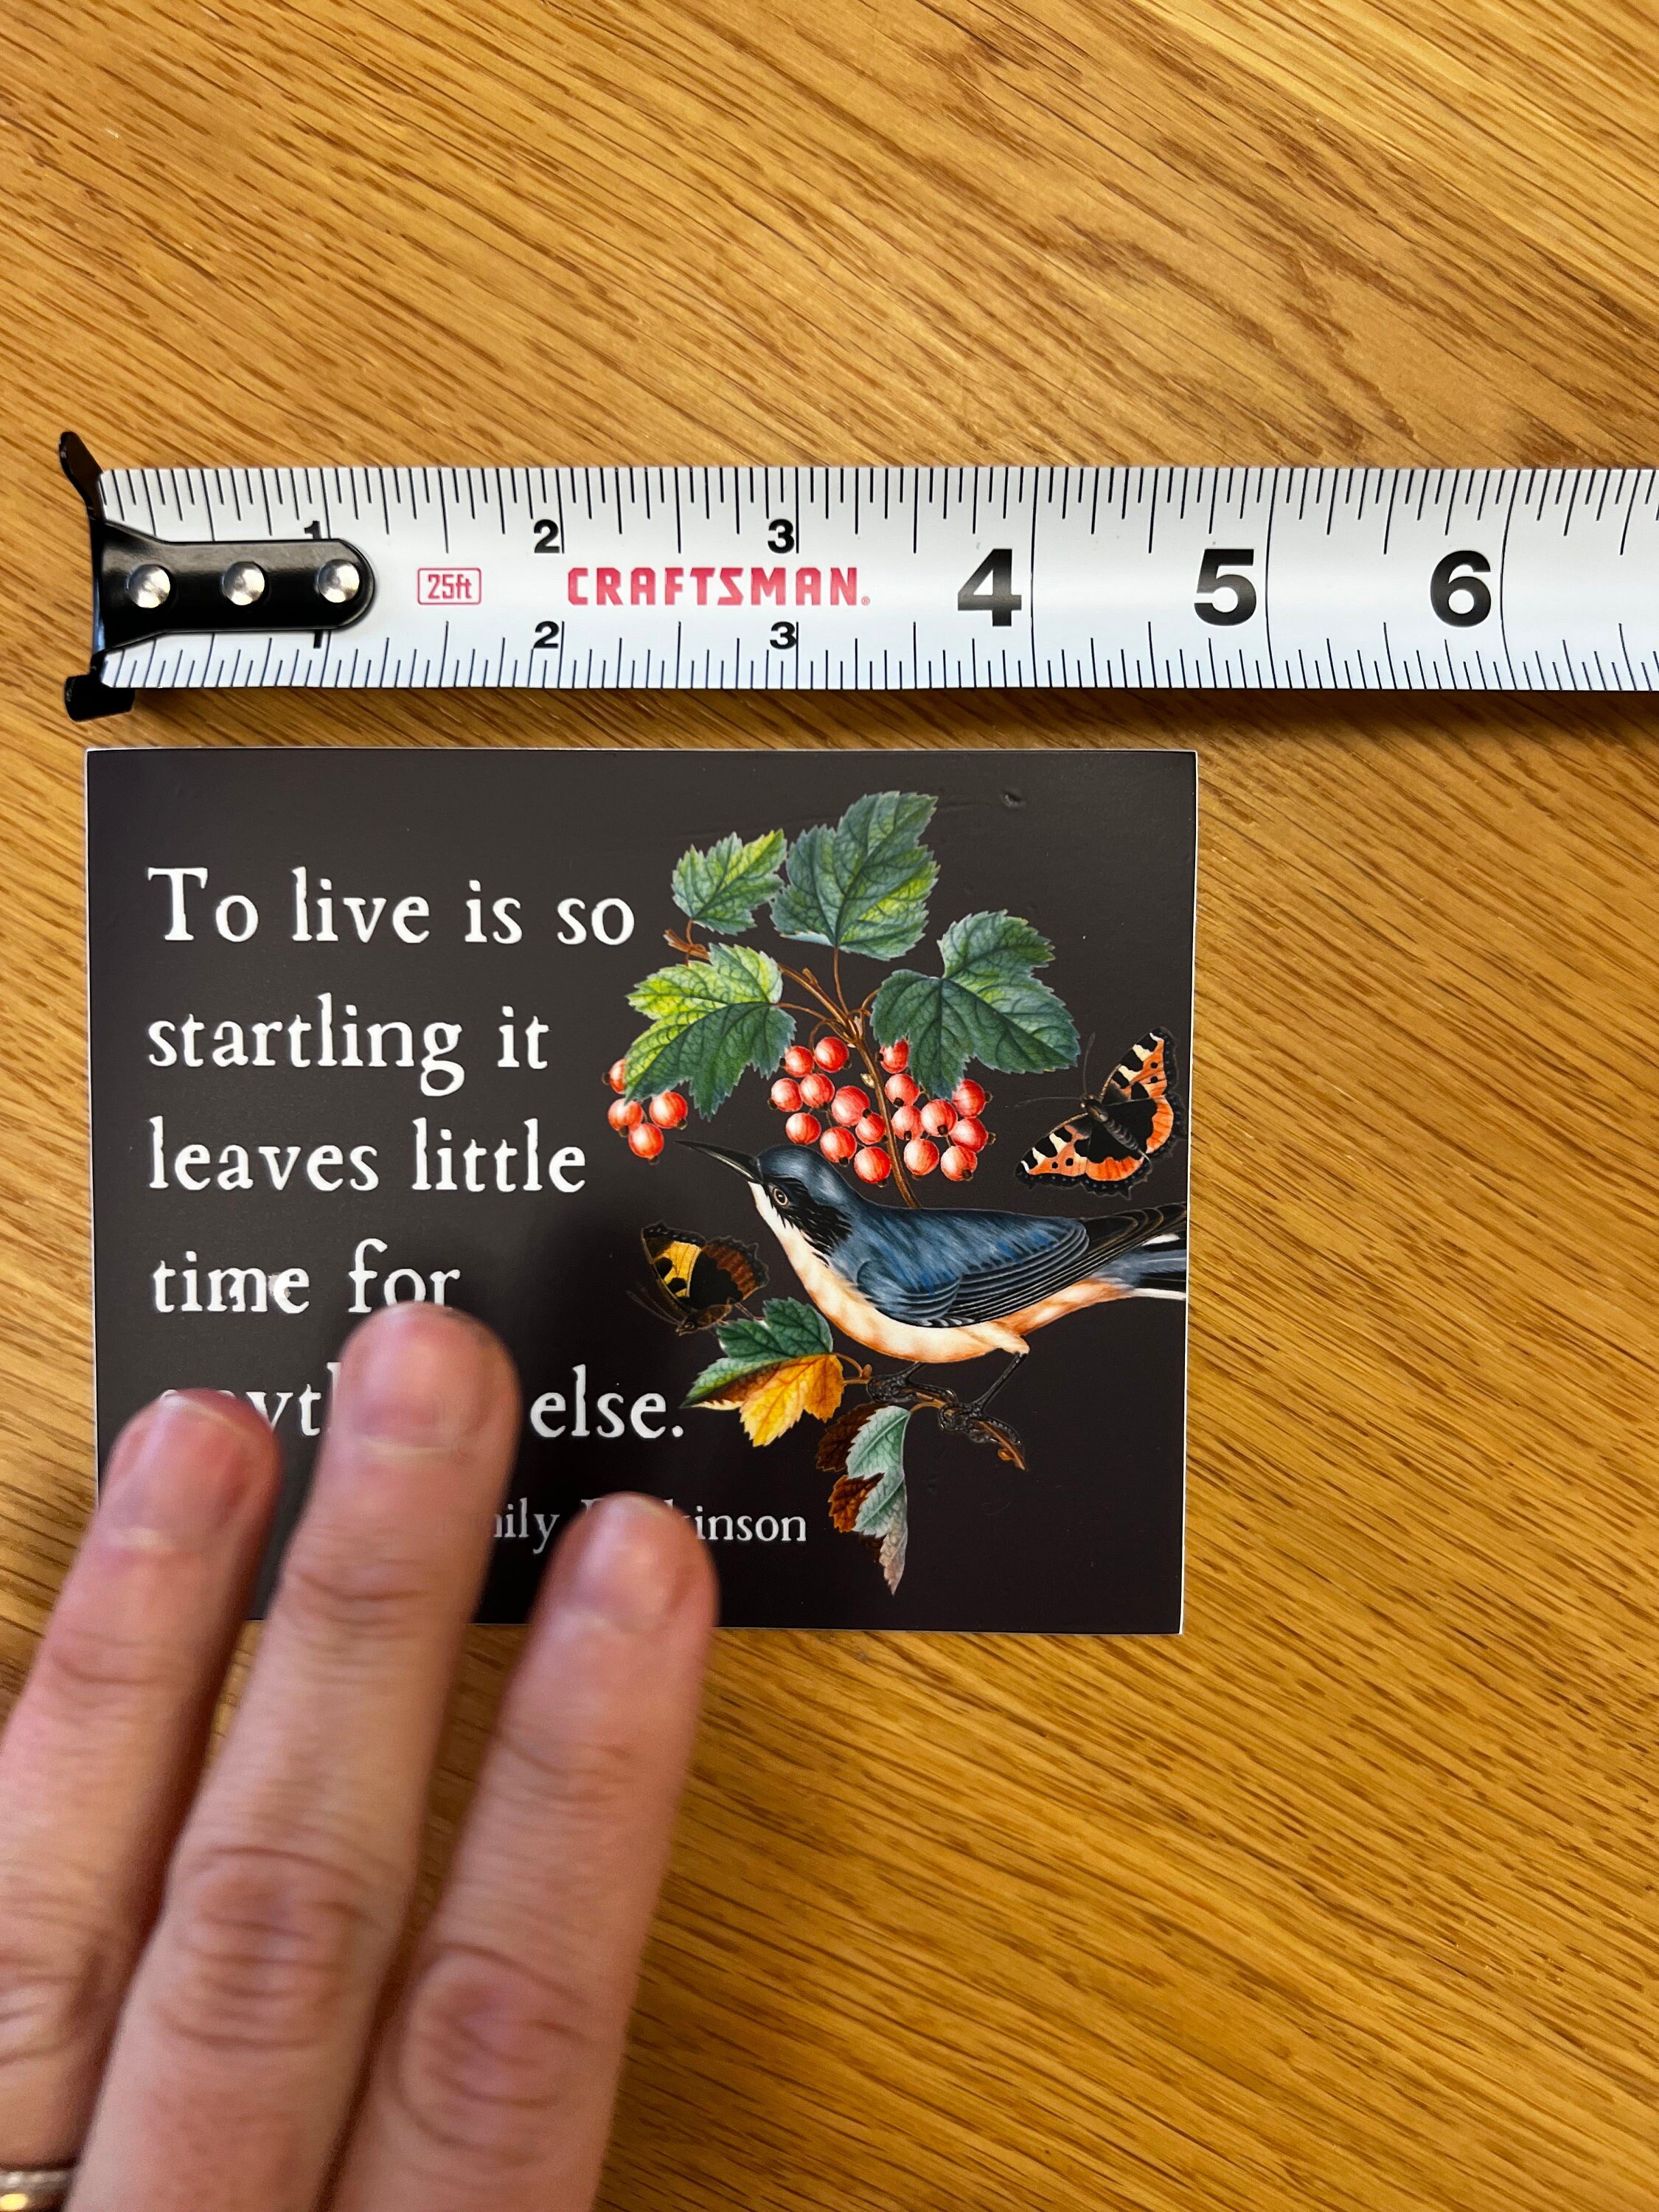 1 2 3
25ft CRAFTSMAN® 4 5 6
1 2 3
To live is so
startling it
leaves little
time for
else.